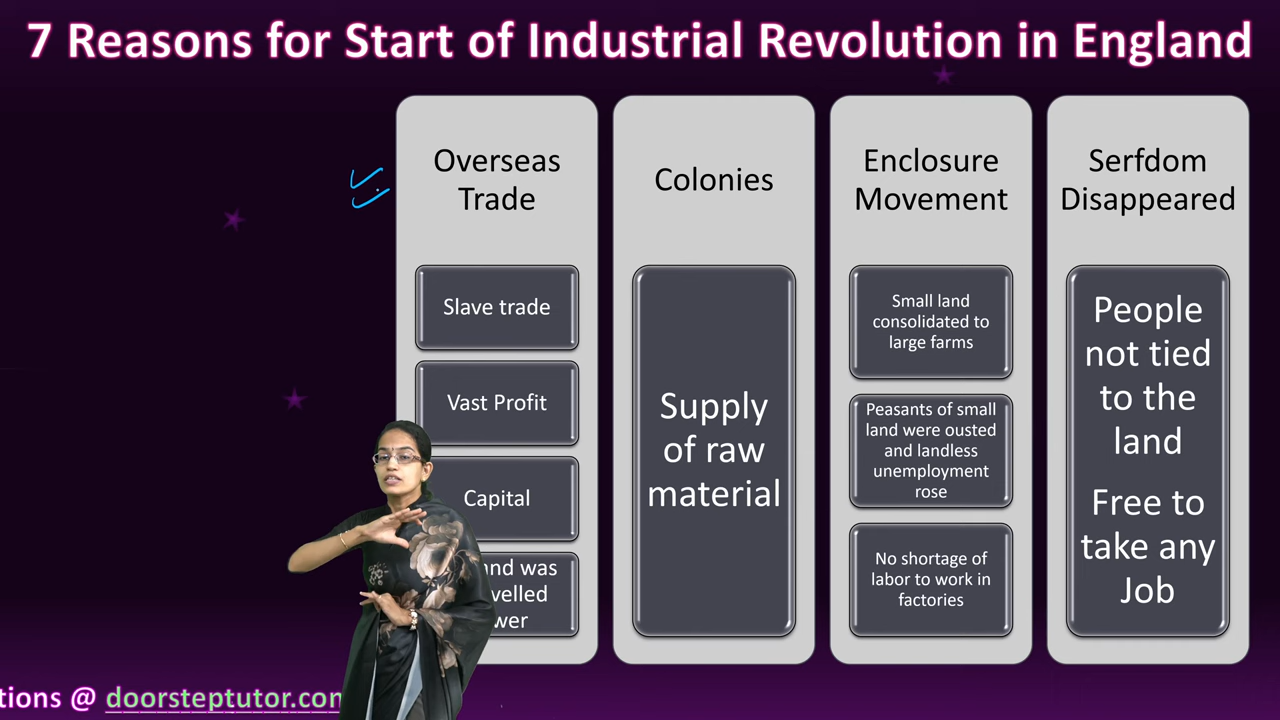 7 Reasons for Start of Industrial Revolution in England
Overseas
Trade
Slave trade
Vast Profit
Capital
was
Colonies
Supply
of raw
material
Enclosure
Movement
Small land
consolidated to
large farms
Peasants of small
land were ousted
and landless
unemployment
rose
No shortage of
labor to work in
factories
Serfdom
Disappeared
People
not tied
to the
land
Free to
take any
Job
@ doorsteptutor.com